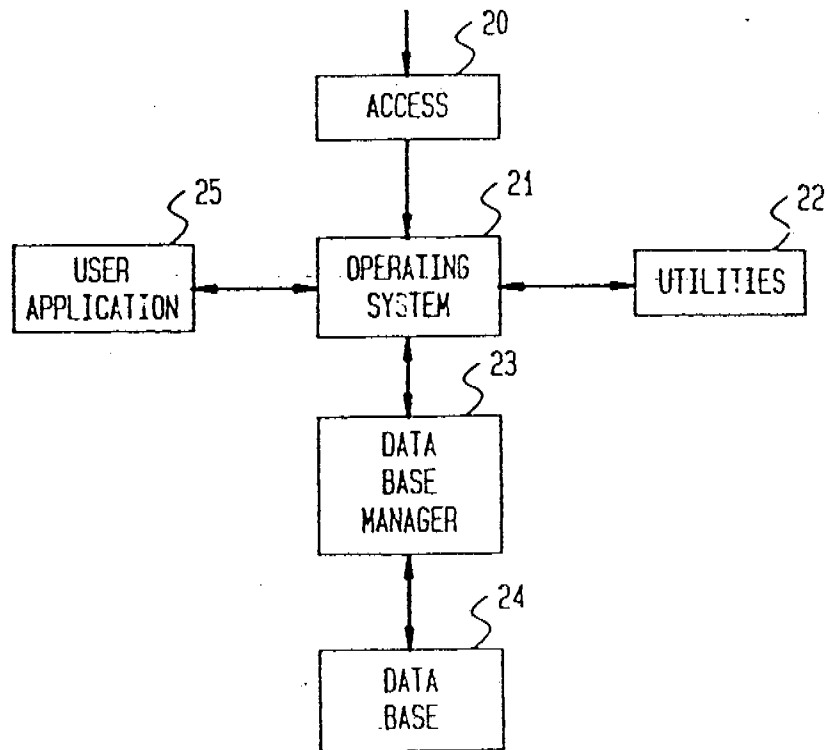 20
ACCESS
21
OPERATING
SYSTEM
25
USER
APPLICATION
22
UTILITIES
23
DATA
BASE
MANAGER
24
DATA
BASE